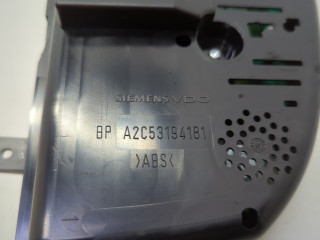 SIEMENS VDO
BP A2C53194181
>ABS<